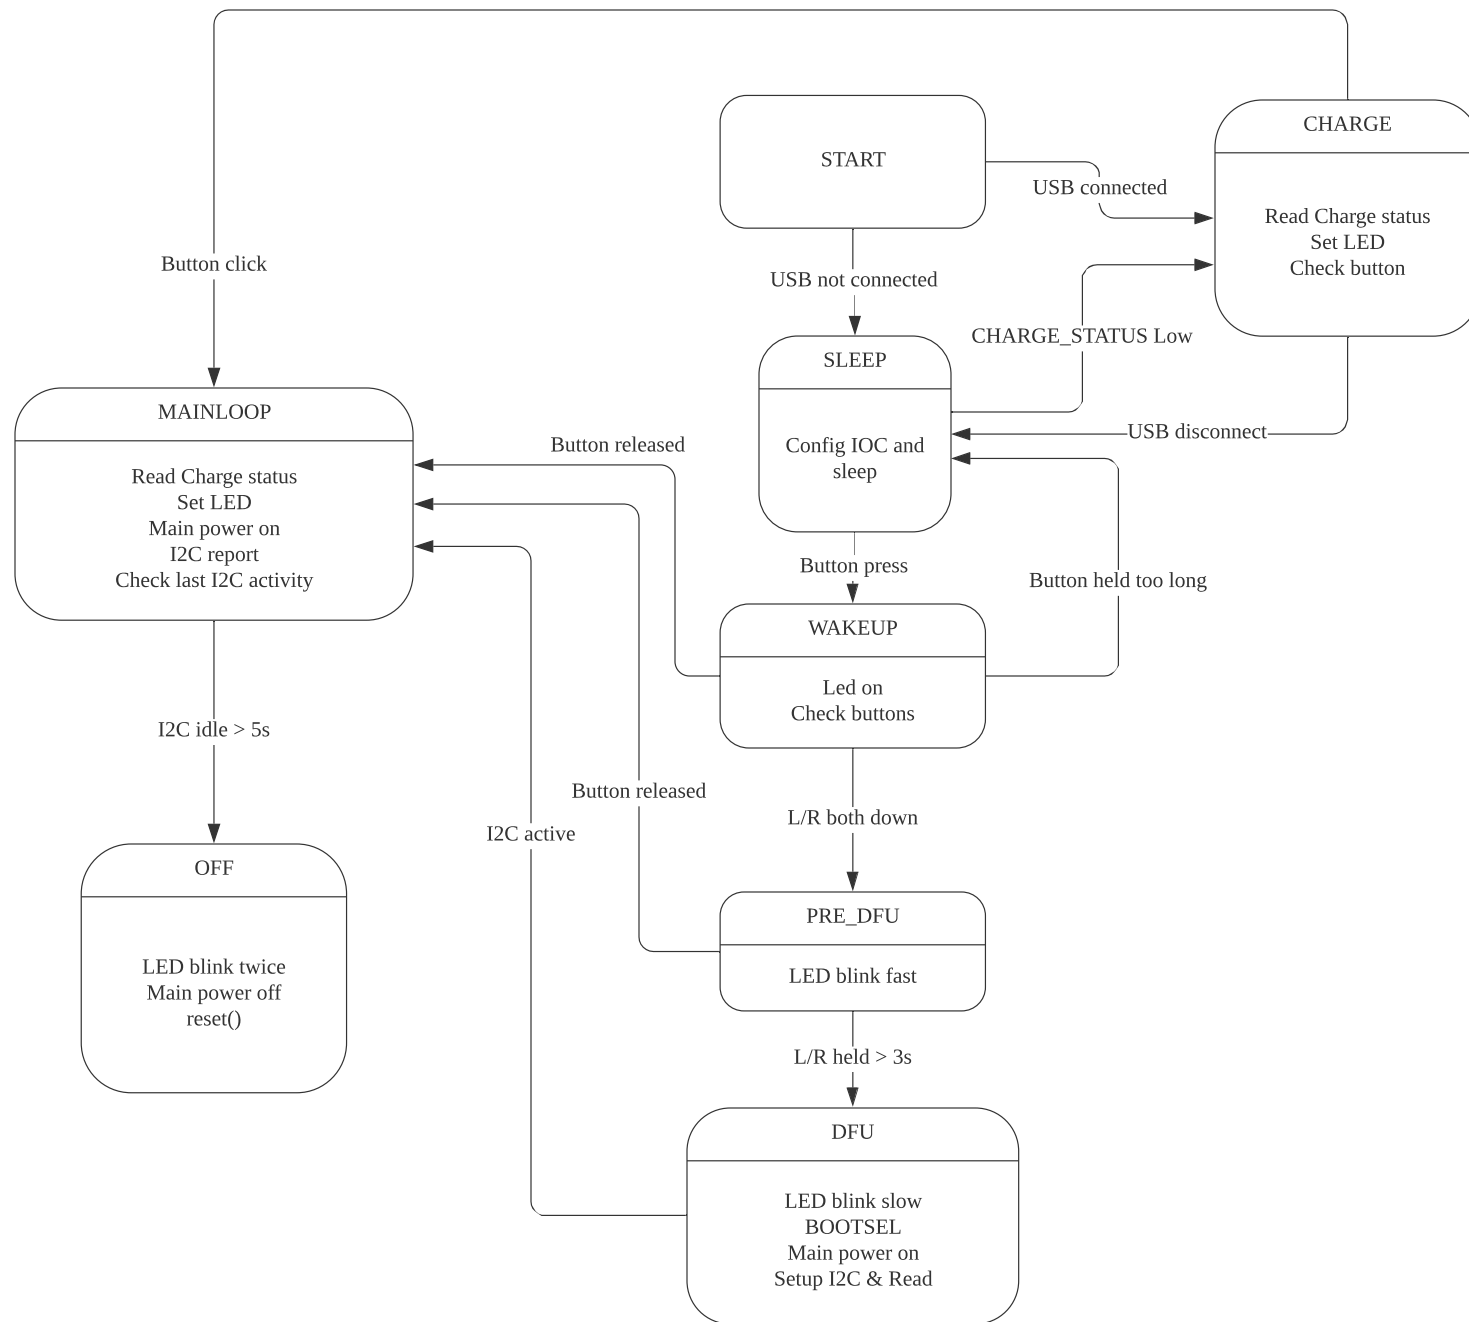 START
CHARGE
USB connected
Read Charge status
Set LED
Check button
Button click
USB not connected
CHARGE_STATUS Low
SLEEP
Config IOC and
sleep
USB disconnect
MAINLOOP
Read Charge status
Set LED
Main power on
I2C report
Check last I2C activity
Button released
Button press
Button held too long
WAKEUP
Led on
Check buttons
I2C idle > 5s
Button released
L/R both down
I2C active
OFF
LED blink twice
Main power off
reset()
PRE_DFU
LED blink fast
L/R held > 3s
DFU
LED blink slow
BOOTSEL
Main power on
Setup I2C & Read